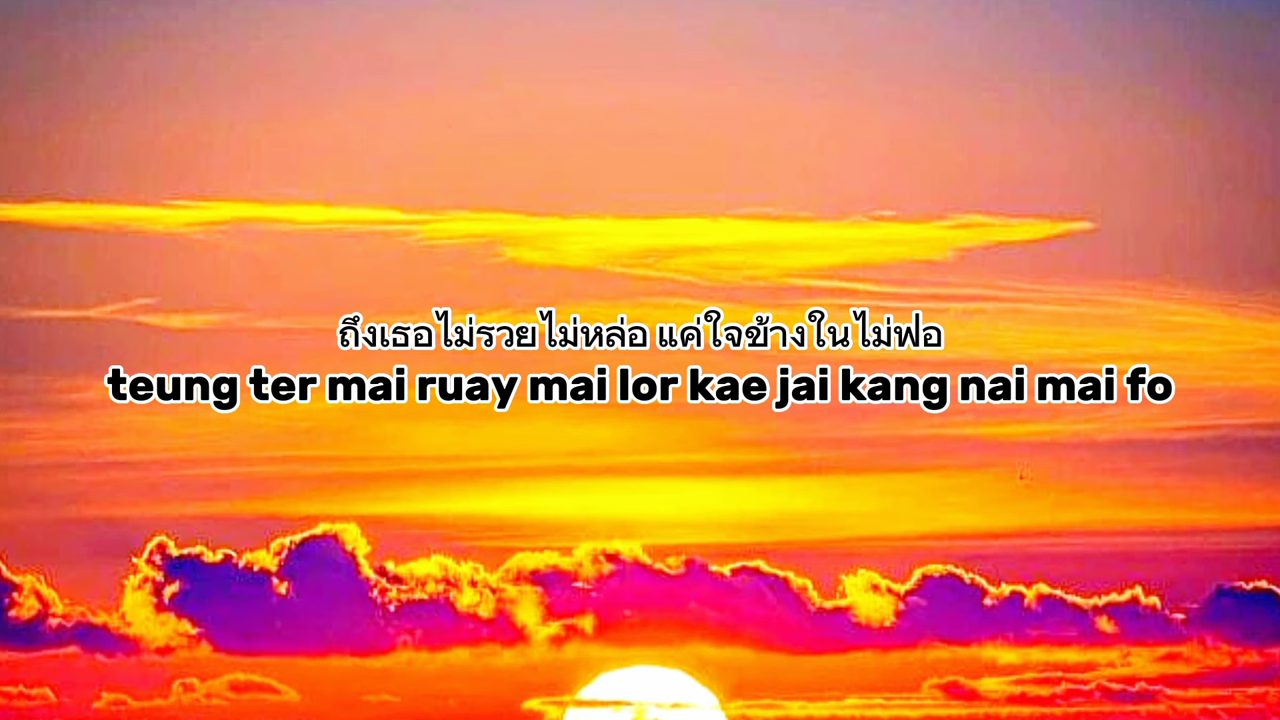 ถึงเธอไม่รวยไม่หล่อ แค่ใจข้างในไม่ฟอ
teung ter mai ruay mai lor kae jai kang nai mai fo